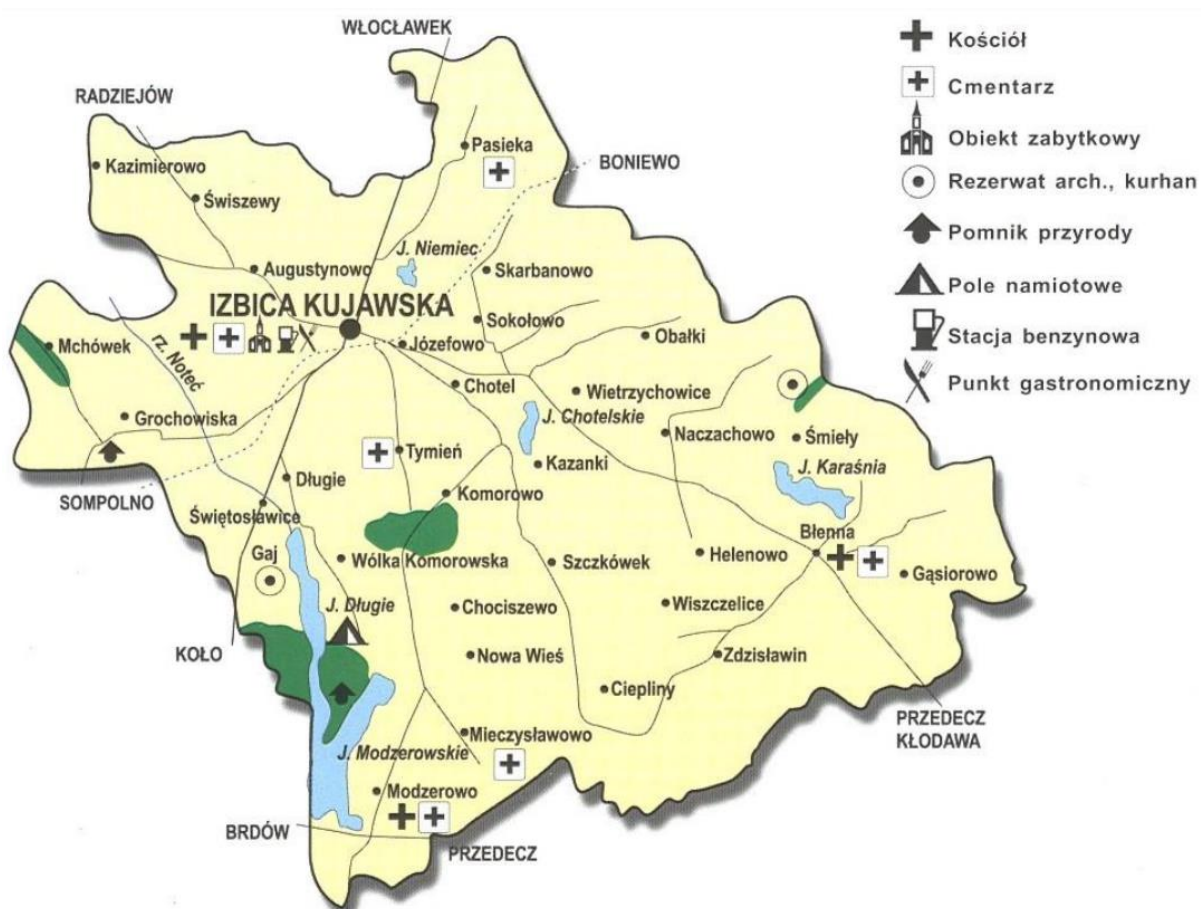 WŁOCŁAWEK
RADZIEJÓW
Kazimierowo
Pasieka
BONIEWO
Świszewy
J. Niemiec
Augustynowo
Skarbanowo
IZBICA KUJAWSKA
Sokołowo
Mchówek
rz. Noteć
Józefowo
Obałki
Chotel
Wietrzychowice
Grochowiska
J. Chotelskie
Naczachowo
Śmieły
Tymień
Kazanki
J. Karaśnia
SOMPOLNO
Długie
Komorowo
Świętosławice
Błenna
Gaj
Wólka Komorowska
Szczkówek
Helenowo
Gąsiorowo
J. Długie
Chociszewo
Wiszczelice
KOŁO
Nowa Wieś
Zdzisławin
Ciepliny
PRZEDECZ
KŁODAWA
Mieczysławowo
J. Modzerowskie
Modzerowo
BRDÓW
PRZEDECZ
Kościół
Cmentarz
Obiekt zabytkowy
Rezerwat arch., kurhan
Pomnik przyrody
Pole namiotowe
Stacja benzynowa
Punkt gastronomiczny